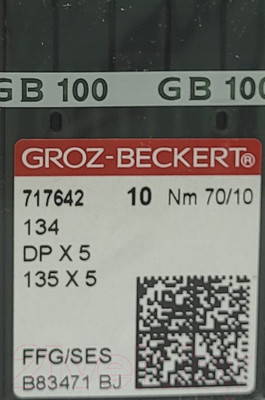 GB 100 GB 100
GROZ-BECKERT®
717642 10 Nm 70/10
134
DP X 5
135 X 5
FFG/SES
B83471 BJ